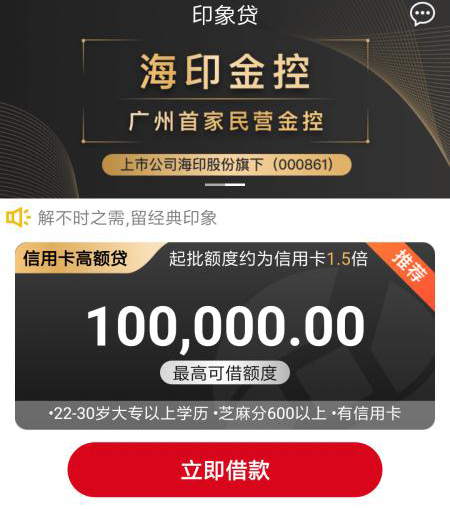 印象贷
海印金控
广州首家民营金控
上市公司海印股份旗下（000861）
解不时之需,留经典印象
信用卡高额贷
起批额度约为信用卡1.5倍
推荐
100,000.00
最高可借额度
•22-30岁大专以上学历 •芝麻分600以上 •有信用卡
立即借款